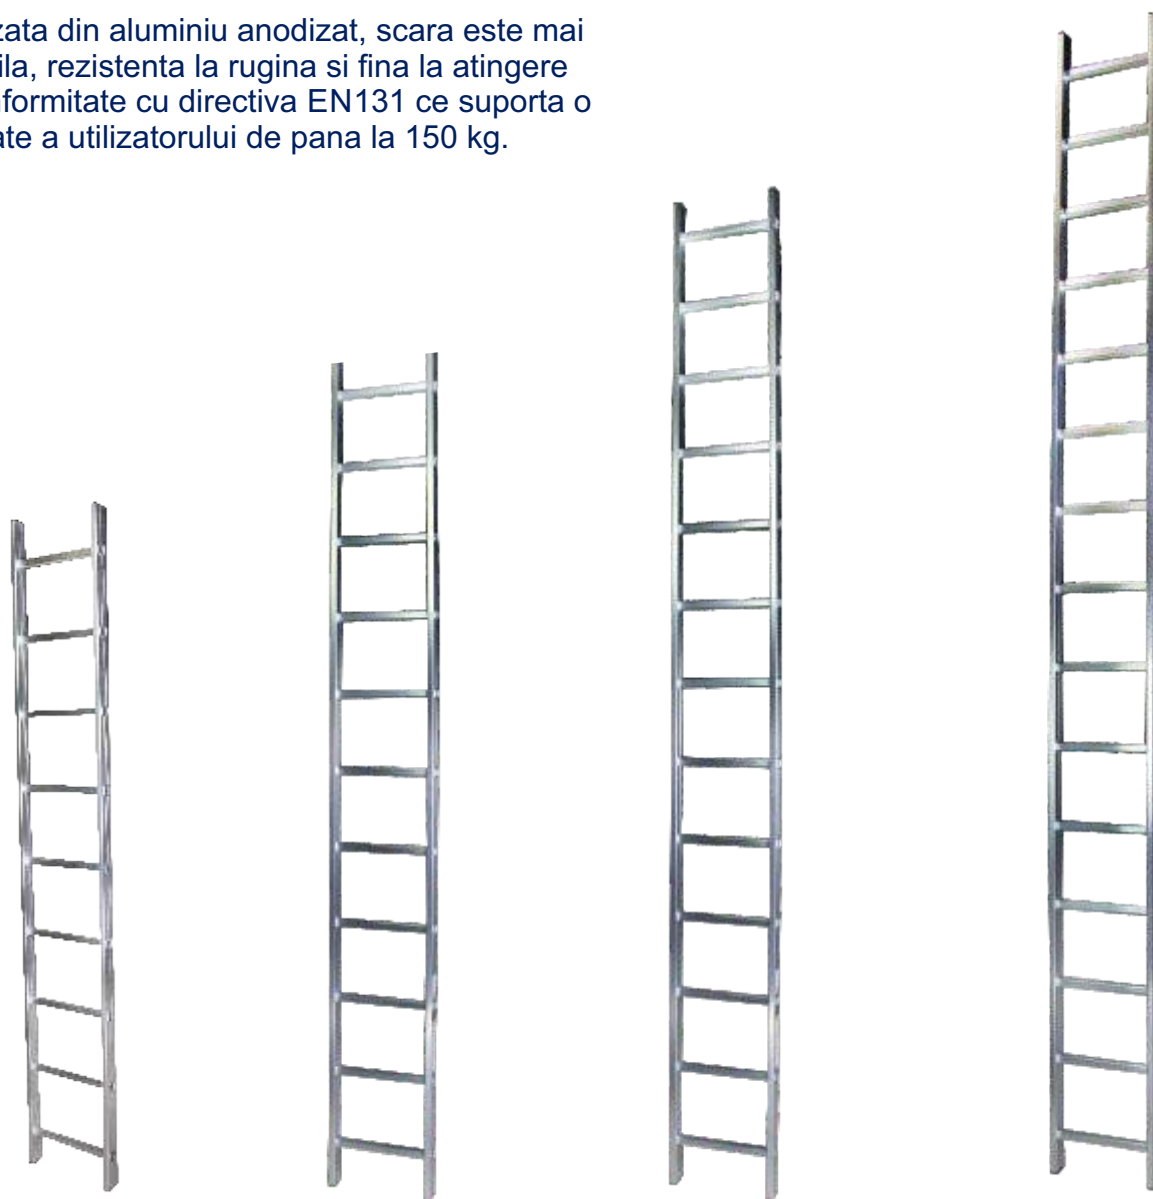 zata din aluminiu anodizat, scara este mai
ila, rezistenta la rugina si fina la atingere
nformitate cu directiva EN131 ce suporta o
ate a utilizatorului de pana la 150 kg.